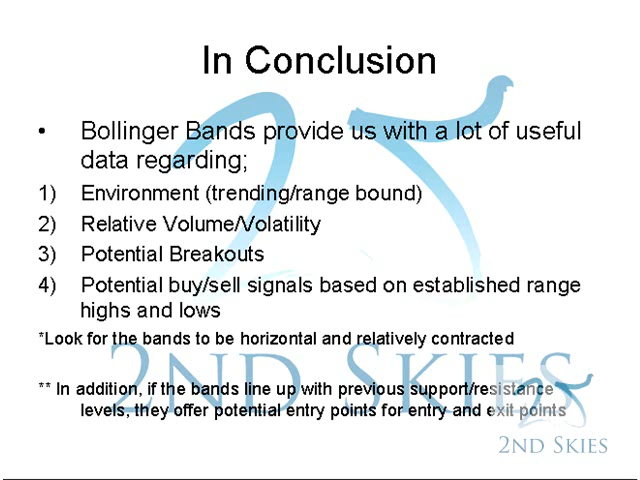 In Conclusion
• Bollinger Bands provide us with a lot of useful
data regarding;
1) Environment (trending/range bound)
2) Relative Volume/Volatility
3) Potential Breakouts
4) Potential buy/sell signals based on established range
highs and lows
*Look for the bands to be horizontal and relatively contracted
2ND SKIES
** In addition, if the bands line up with previous support/resistance
levels, they offer potential entry points for entry and exit points
2ND SKIES